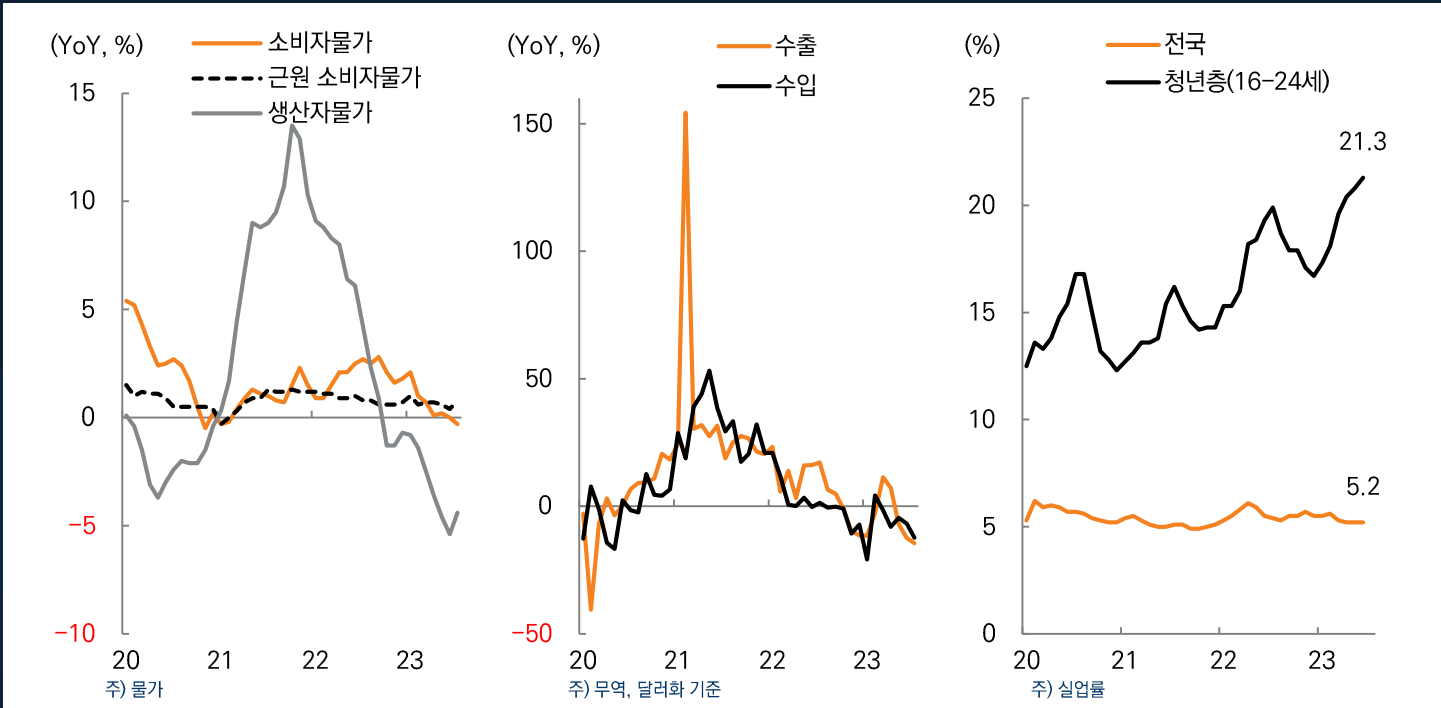 (YoY, %)
소비자물가
근원 소비자물가
생산자물가
15
10
5
0
−5
−10
20 21 22 23
주) 물가
(YoY, %)
수출
수입
150
100
50
0
−50
20 21 22 23
주) 무역, 달러화 기준
(%)
전국
청년층(16−24세)
25
21.3
20
15
10
5.2
5
0
20 21 22 23
주) 실업률